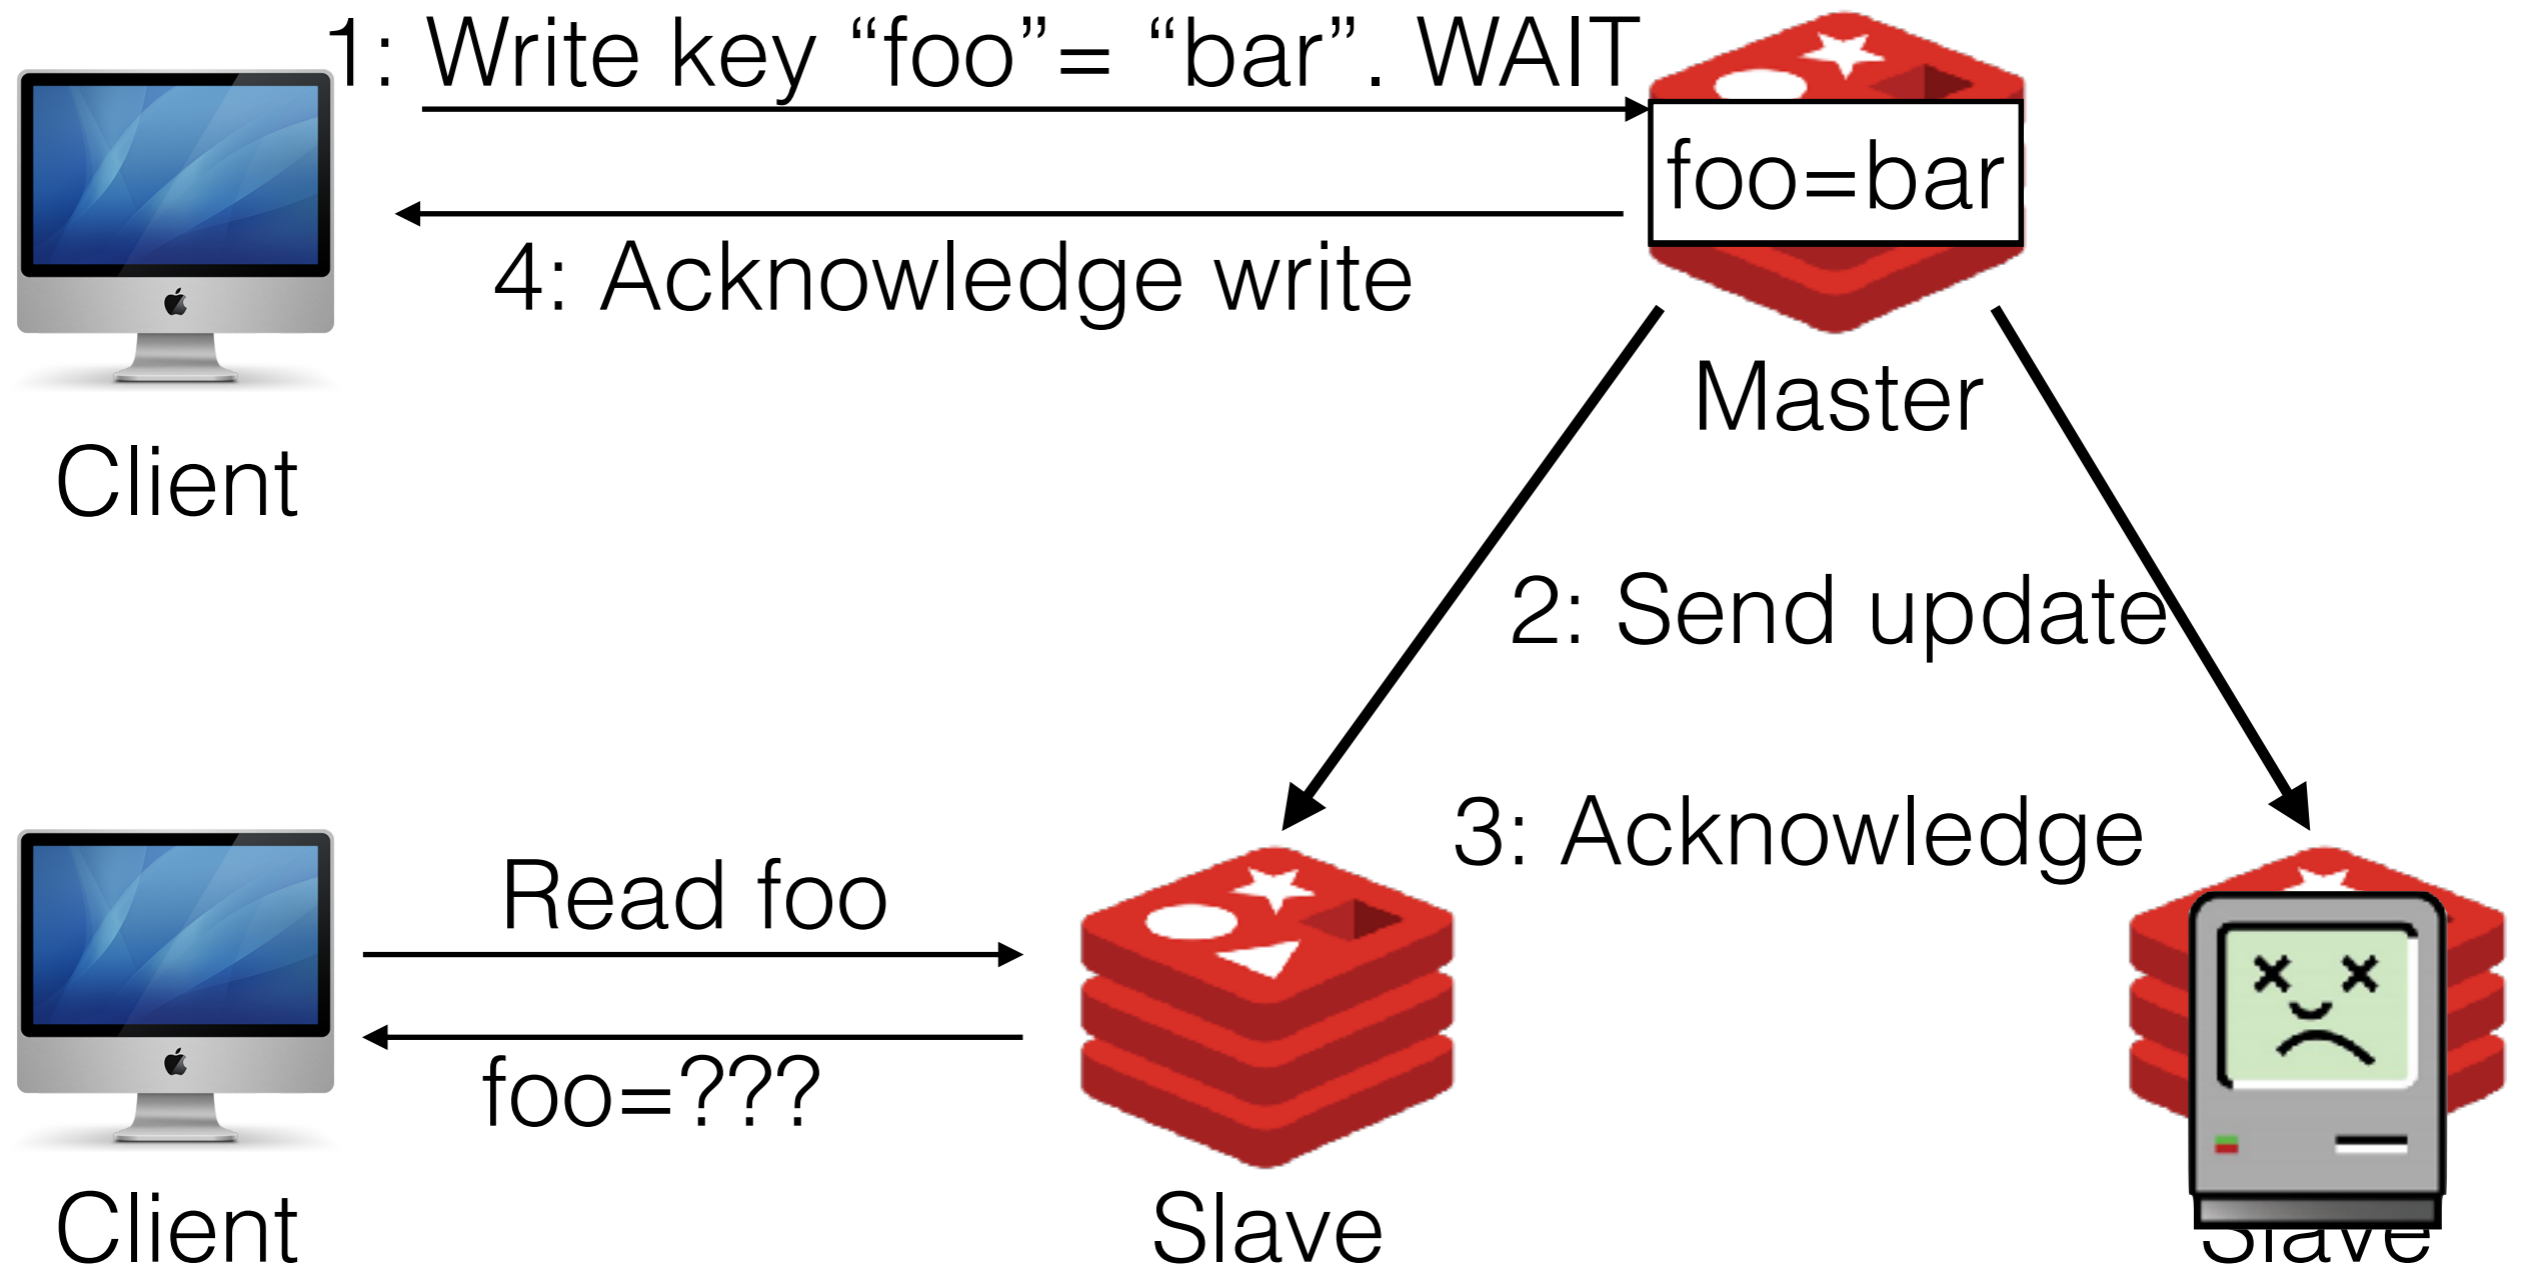 1: Write key “foo”= “bar”. WAIT
foo=bar
4: Acknowledge write
Master
Client
2: Send update
3: Acknowledge
Read foo
foo=???
Client
Slave
Slave